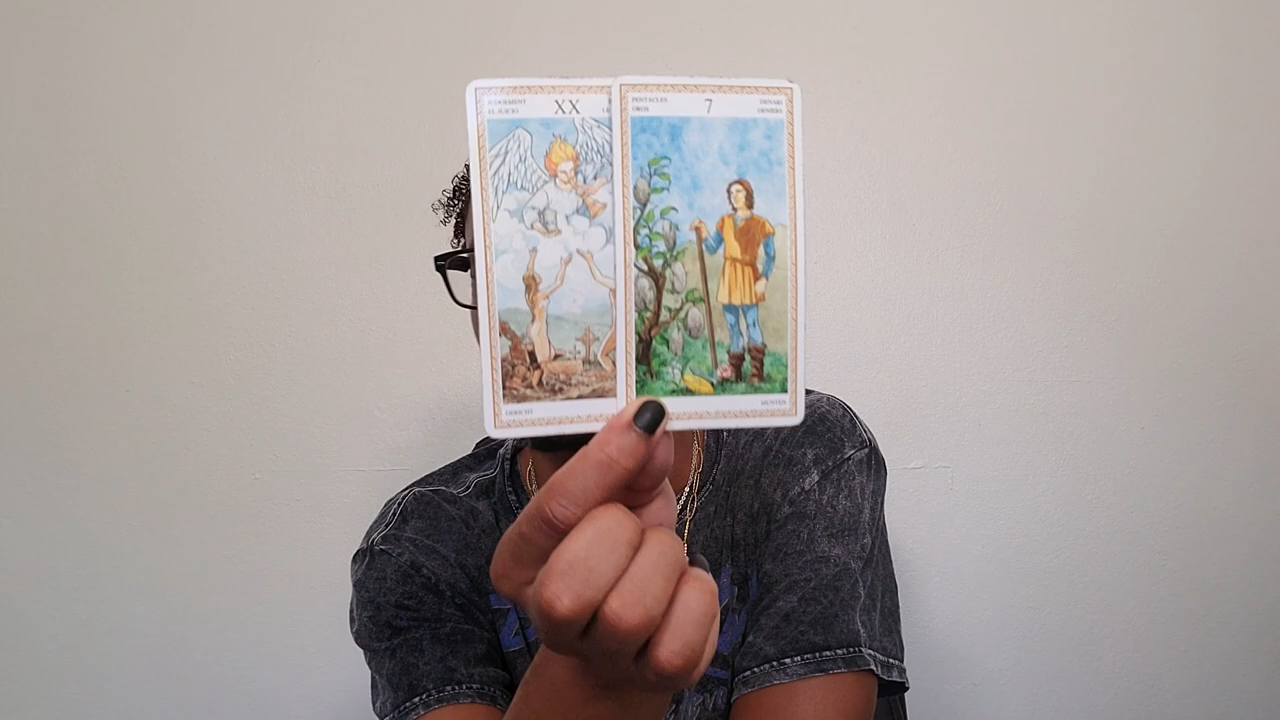 JUDGEMENT
EL JUICIO
XX
PENTACLES
OROS
7
DENARI
DENIERS
GERICHT
MUNTEN